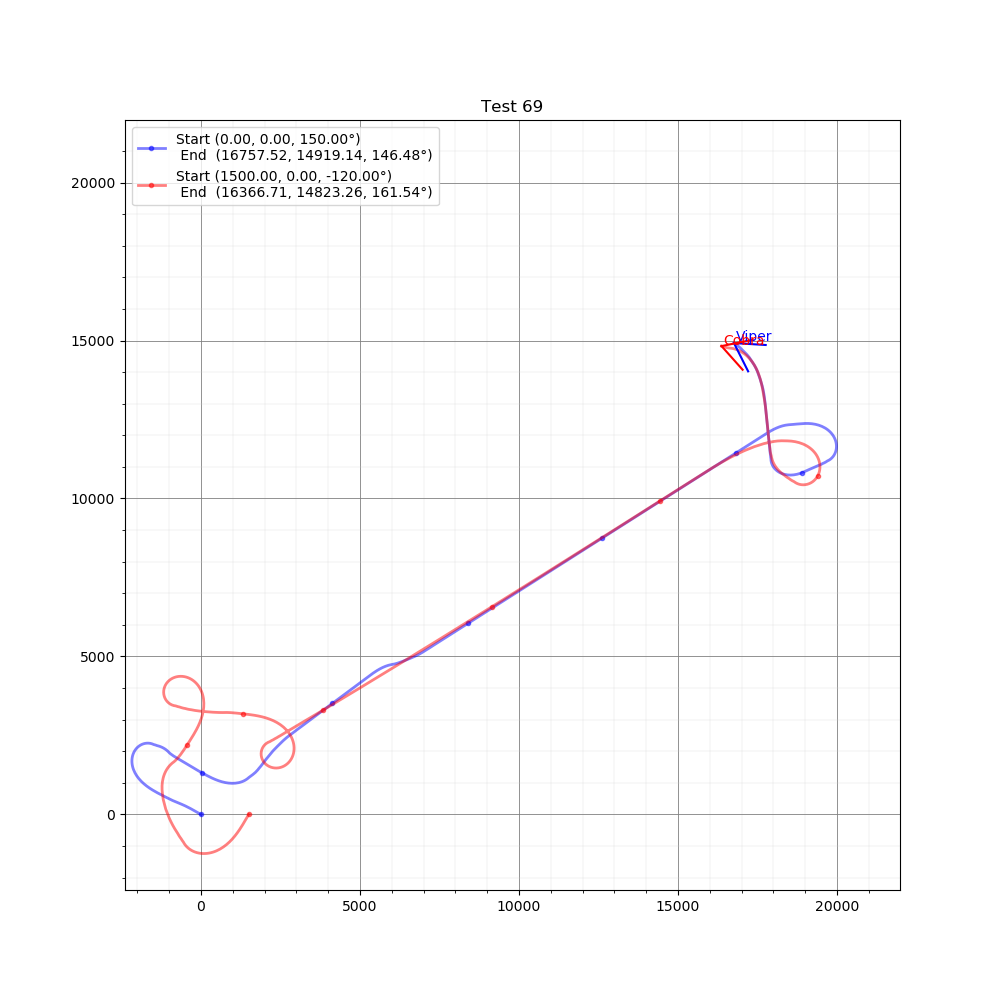 Test 69
Start (0.00, 0.00, 150.00°)
End (16757.52, 14919.14, 146.48°)
Start (1500.00, 0.00, -120.00°)
End (16366.71, 14823.26, 161.54°)
20000
15000
10000
5000
0
Viper
0
5000
10000
15000
20000